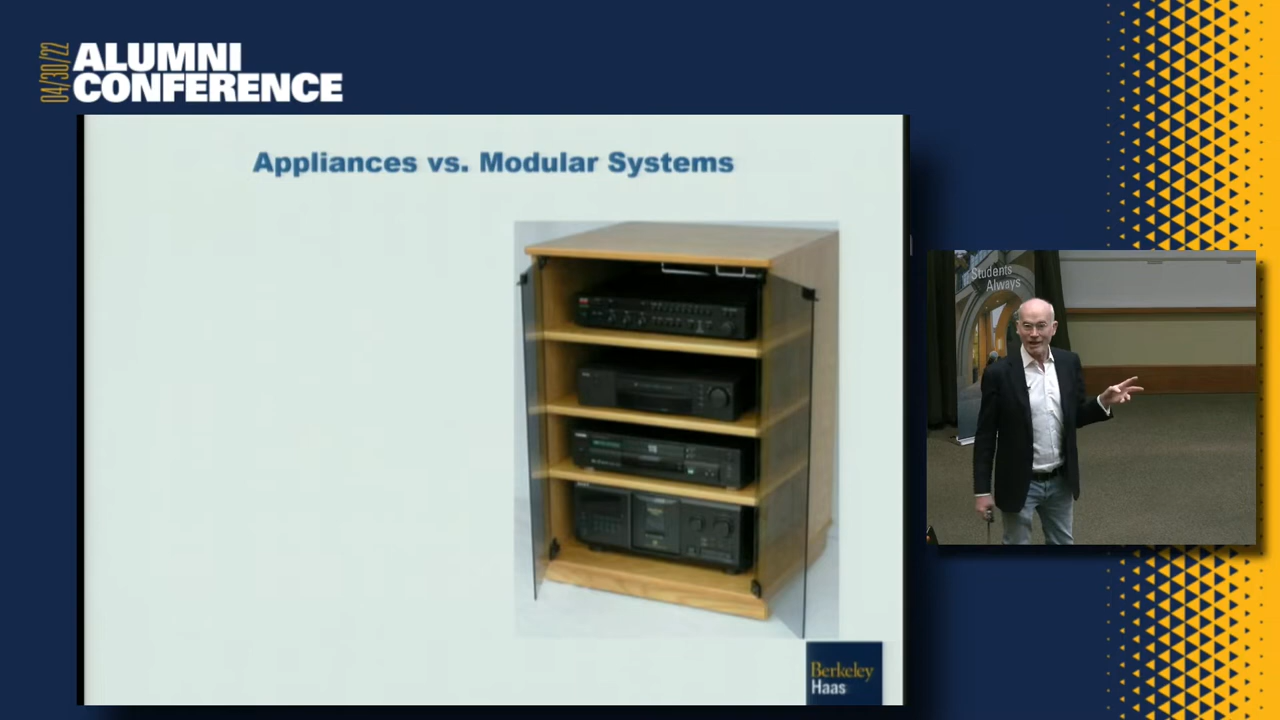 04/30/22
ALUMNI
CONFERENCE
Appliances vs. Modular Systems
Students
Always
Berkeley
Haas